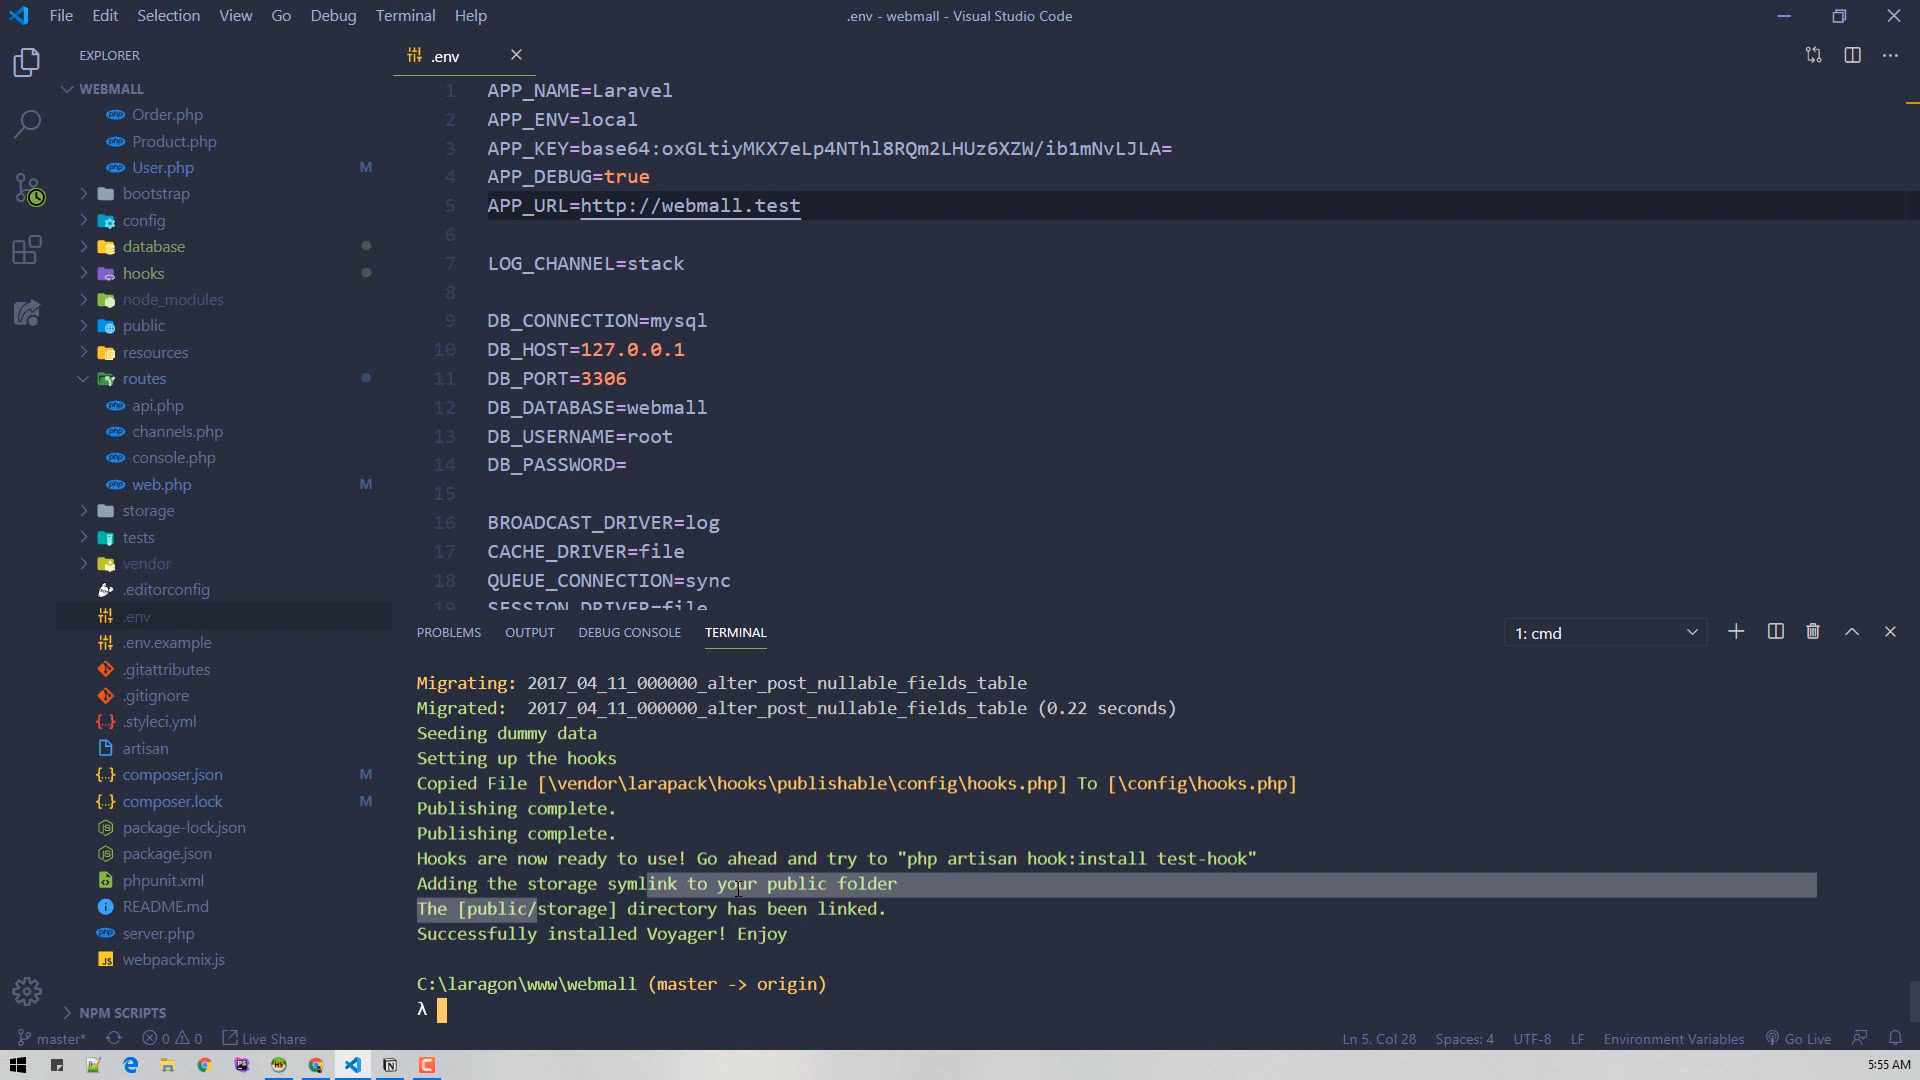 File Edit Selection View Go Debug Terminal Help
.env - webmall - Visual Studio Code
EXPLORER
WEBMALL
Order.php
Product.php
User.php M
bootstrap
config
database
hooks
node_modules
public
resources
routes
api.php
channels.php
console.php
web.php M
storage
tests
vendor
.editorconfig
.env
.env.example
.gitattributes
.gitignore
.styleci.yml
artisan
composer.json M
composer.lock M
package-lock.json
package.json
phpunit.xml
README.md
server.php
webpack.mix.js
NPM SCRIPTS
.env
1 APP_NAME=Laravel
2 APP_ENV=local
3 APP_KEY=base64:oxGLtiyMKX7eLp4NThl8RQm2LHUz6XZW/ib1mNvLJLA=
4 APP_DEBUG=true
5 APP_URL=http://webmall.test
6
7 LOG_CHANNEL=stack
8
9 DB_CONNECTION=mysql
10 DB_HOST=127.0.0.1
11 DB_PORT=3306
12 DB_DATABASE=webmall
13 DB_USERNAME=root
14 DB_PASSWORD=
15
16 BROADCAST_DRIVER=log
17 CACHE_DRIVER=file
18 QUEUE_CONNECTION=sync
19 SESSION_DRIVER=file
PROBLEMS OUTPUT DEBUG CONSOLE TERMINAL
1: cmd
Migrating: 2017_04_11_000000_alter_post_nullable_fields_table
Migrated:  2017_04_11_000000_alter_post_nullable_fields_table (0.22 seconds)
Seeding dummy data
Setting up the hooks
Copied File [\vendor\larapack\hooks\publishable\config\hooks.php] To [\config\hooks.php]
Publishing complete.
Publishing complete.
Hooks are now ready to use! Go ahead and try to "php artisan hook:install test-hook"
Adding the storage symlink to your public folder
The [public/storage] directory has been linked.
Successfully installed Voyager! Enjoy
C:\laragon\www\webmall (master -> origin)
λ
master* 0 0 Live Share
Ln 5, Col 28 Spaces: 4 UTF-8 LF Environment Variables Go Live
5:55 AM